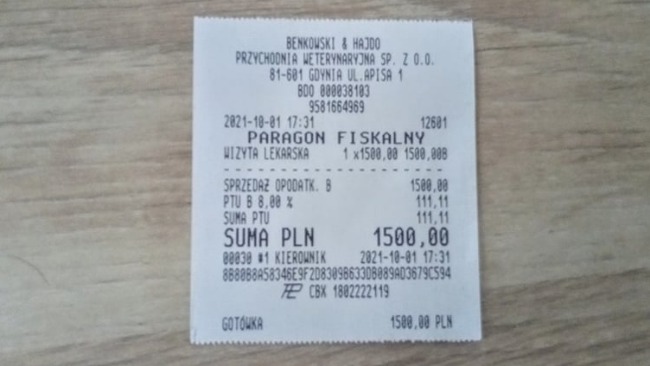 BENKOWSKI & HAJDO
PRZYCHODNIA WETERYNARYJNA SP. Z O.O.
81-601 GDYNIA UL.APISA 1
BDO 000038103
9581664969
2021-10-01 17:31 12601
PARAGON FISKALNY
WIZYTA LEKARSKA 1 x1500,00 1500,00B
SPRZEDAŻ OPODATK. B 1500,00
PTU B 8,00 % 111,11
SUMA PTU 111,11
SUMA PLN 1500,00
00030 #1 KIEROWNIK 2021-10-01 17:31
8B80B8A58346E9F2D8309B633DB089AD3679C594
CBX 1802222119
GOTÓWKA 1500,00 PLN